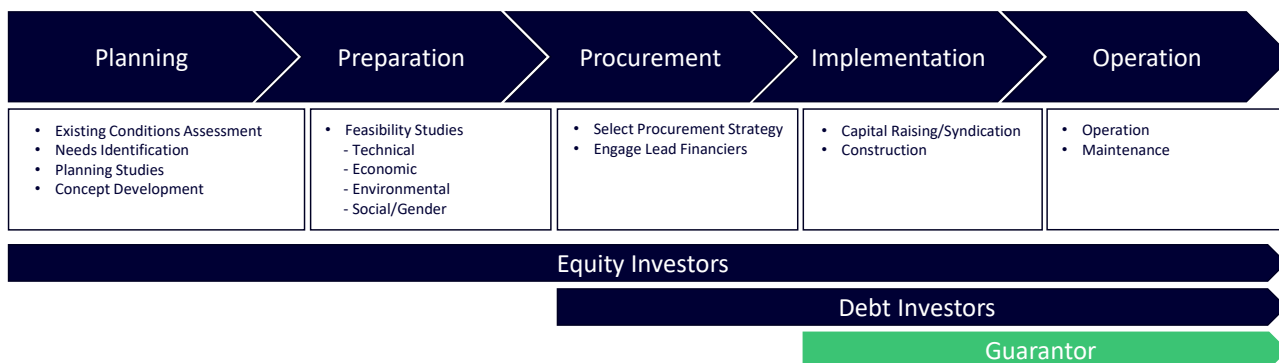 Planning
Preparation
Procurement
Implementation
Operation
• Existing Conditions Assessment
• Needs Identification
• Planning Studies
• Concept Development
• Feasibility Studies
- Technical
- Economic
- Environmental
- Social/Gender
• Select Procurement Strategy
• Engage Lead Financiers
• Capital Raising/Syndication
• Construction
• Operation
• Maintenance
Equity Investors
Debt Investors
Guarantor